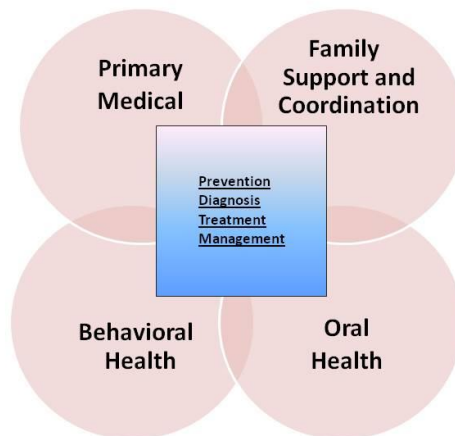 Primary
Medical
Family
Support and
Coordination
Prevention
Diagnosis
Treatment
Management
Behavioral
Health
Oral
Health